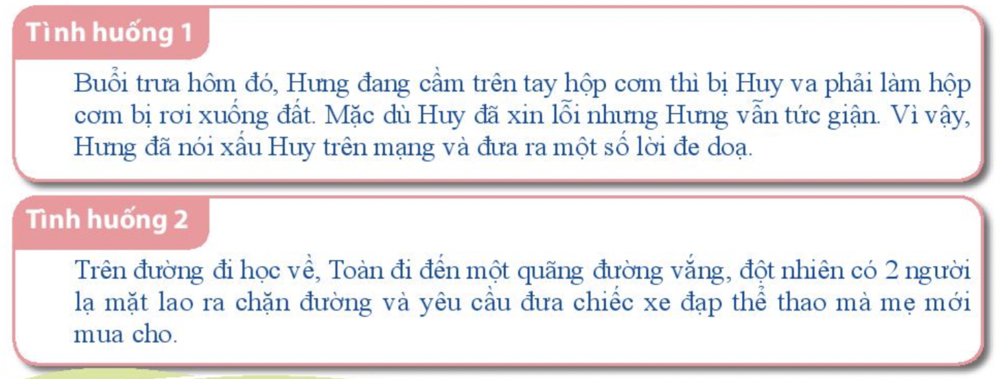 Tình huống 1
Buổi trưa hôm đó, Hưng đang cầm trên tay hộp cơm thì bị Huy va phải làm hộp
cơm bị rơi xuống đất. Mặc dù Huy đã xin lỗi nhưng Hưng vẫn tức giận. Vì vậy,
Hưng đã nói xấu Huy trên mạng và đưa ra một số lời đe doạ.
Tình huống 2
Trên đường đi học về, Toàn đi đến một quãng đường vắng, đột nhiên có 2 người
lạ mặt lao ra chặn đường và yêu cầu đưa chiếc xe đạp thể thao mà mẹ mới
mua cho.